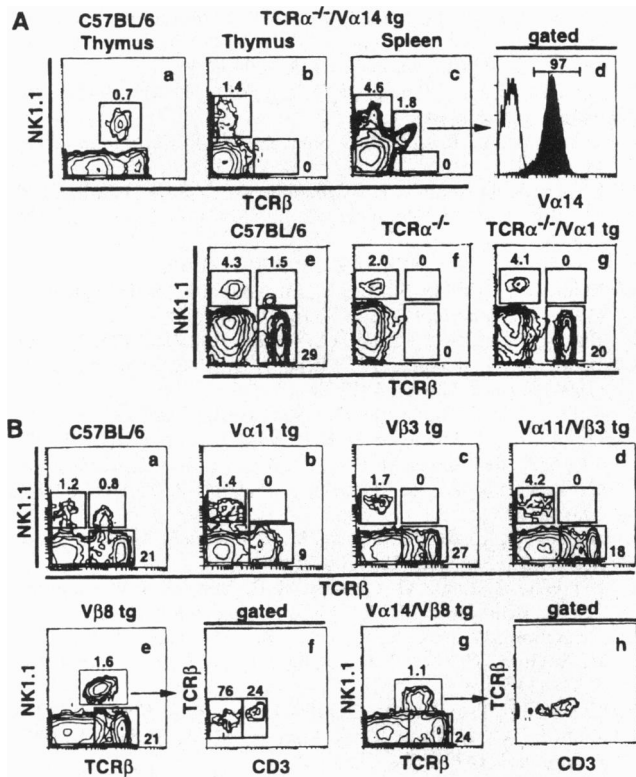 A
C57BL/6 Thymus
TCRα-/-/Vα14 tg
Thymus
Spleen
gated
NK1.1
0.7
a
1.4
b
0
4.6
1.8
c
0
97
d
TCRβ
Vα14
C57BL/6
TCRα-/-
TCRα-/-/Vα1 tg
NK1.1
4.3
1.5
e
29
2.0
0
f
0
4.1
0
g
20
TCRβ
B
C57BL/6
Vα11 tg
Vβ3 tg
Vα11/Vβ3 tg
NK1.1
1.2
0.8
a
21
1.4
0
b
9
1.7
0
c
27
4.2
0
d
18
TCRβ
Vβ8 tg
gated
Vα14/Vβ8 tg
gated
NK1.1
1.6
e
21
TCRβ
TCRβ
76
24
f
CD3
NK1.1
1.1
g
24
TCRβ
TCRβ
h
CD3